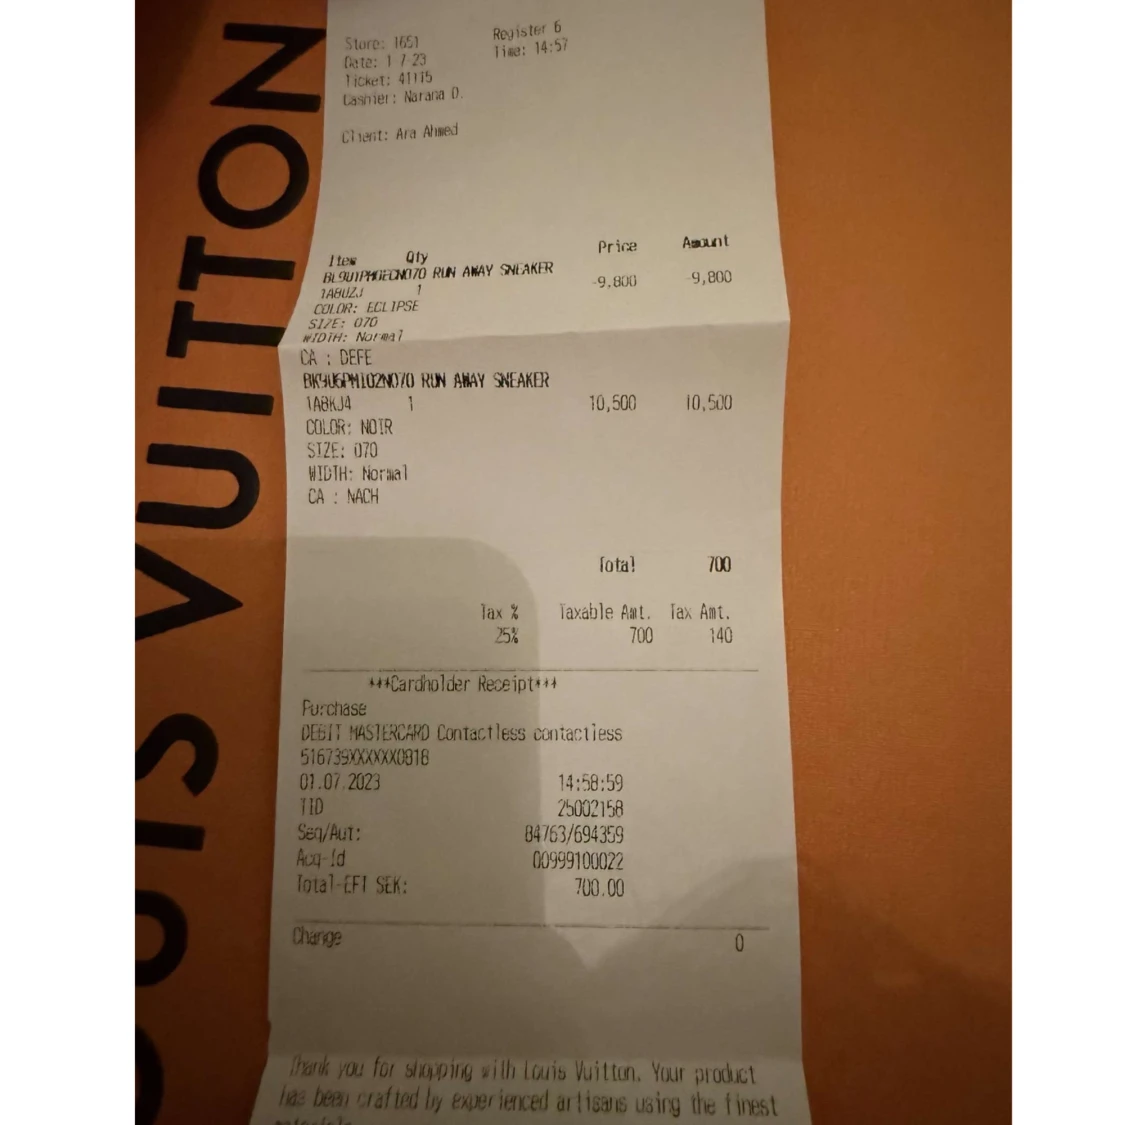 LOUIS VUITTON
Store: 1651 Register 6
Date: 1 7 23 Time: 14:57
Ticket: 41115
Cashier: Narana O.
Client: Ara Ahmed
Item Qty Price Amount
RUN AWAY SNEAKER
1A8UZJ 1 -9,800 -9,800
COLOR: ECLIPSE
SIZE: 070
WIDTH: Normal
CA : DEFE
RUN AWAY SNEAKER
1A8KJ4 1 10,500 10,500
COLOR: NOIR
SIZE: 070
WIDTH: Normal
CA : NACH
Total 700
Tax % Taxable Amt. Tax Amt.
25% 700 140
***Cardholder Receipt***
Purchase
DEBIT MASTERCARD Contactless contactless
516739XXXXXX0818
01.07.2023 14:58:59
TID 25002158
Seq/Aut: 84763/694359
Acq-Id 00999100022
Total-EFT SEK: 700.00
Change 0
Thank you for shopping with Louis Vuitton. Your product
has been crafted by experienced artisans using the finest